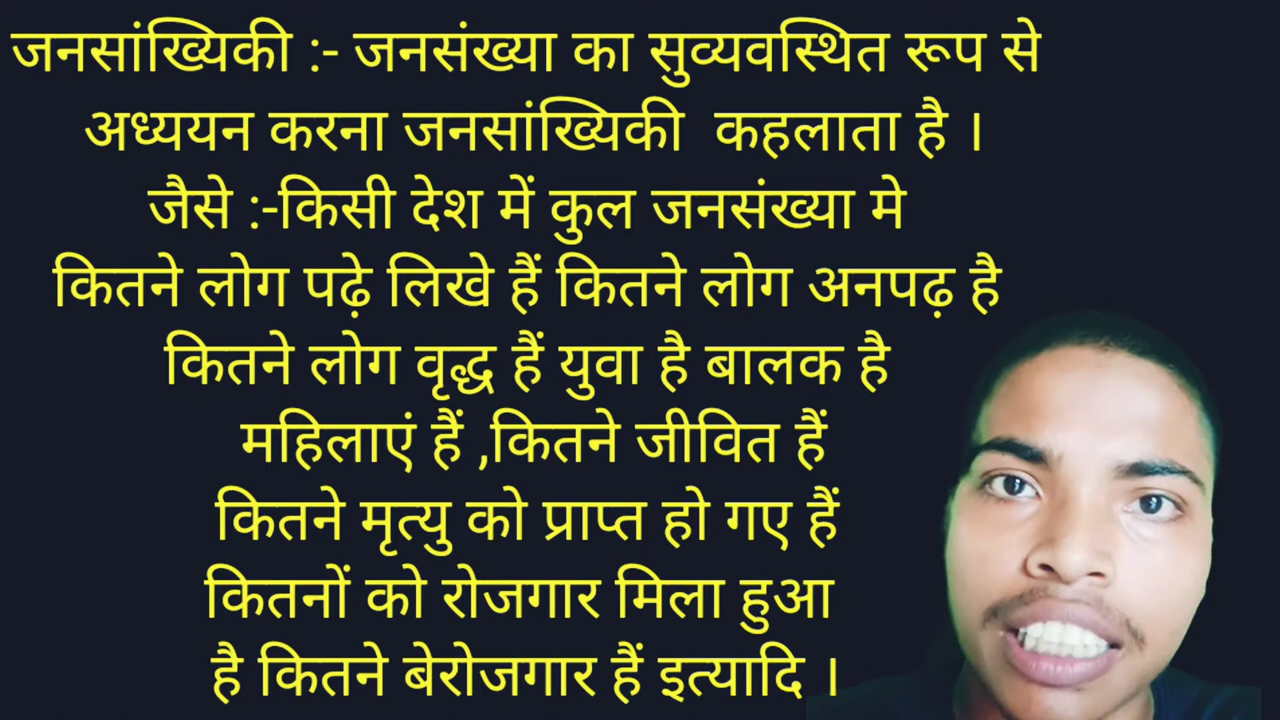 जनसांख्यिकी :- जनसंख्या का सुव्यवस्थित रूप से
अध्ययन करना जनसांख्यिकी  कहलाता है ।
जैसे :-किसी देश में कुल जनसंख्या मे
कितने लोग पढ़े लिखे हैं कितने लोग अनपढ़ है
कितने लोग वृद्ध हैं युवा है बालक है
महिलाएं हैं ,कितने जीवित हैं
कितने मृत्यु को प्राप्त हो गए हैं
कितनों को रोजगार मिला हुआ
है कितने बेरोजगार हैं इत्यादि ।